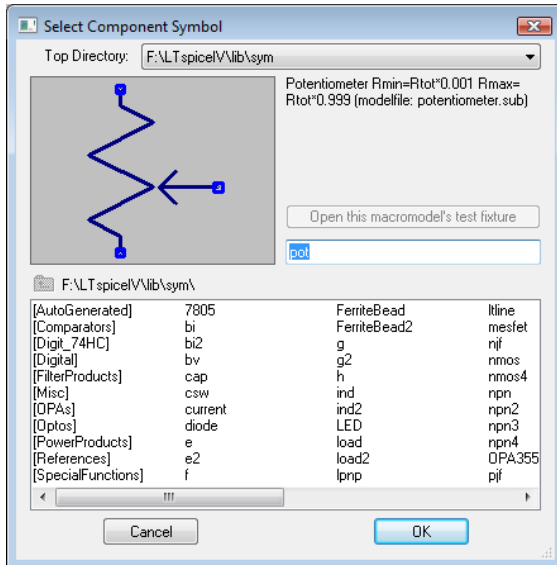 Select Component Symbol
Top Directory: F:\LTspiceIV\lib\sym
Potentiometer Rmin=Rtot*0.001 Rmax=
Rtot*0.999 (modelfile: potentiometer.sub)
Open this macromodel's test fixture
pot
F:\LTspiceIV\lib\sym\
[AutoGenerated] 7805 FerriteBead ltline
[Comparators] bi FerriteBead2 mesfet
[Digit_74HC] bi2 g njf
[Digital] bv g2 nmos
[FilterProducts] cap h nmos4
[Misc] csw ind npn
[OPAs] current ind2 npn2
[Optos] diode LED npn3
[PowerProducts] e load npn4
[References] e2 load2 OPA355
[SpecialFunctions] f lpnp pjf
Cancel OK